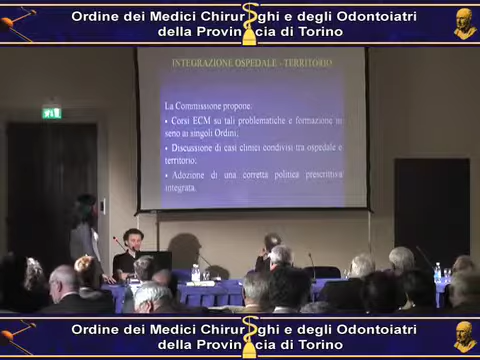 Ordine dei Medici Chirurghi e degli Odontoiatri
della Provincia di Torino
INTEGRAZIONE OSPEDALE - TERRITORIO
La Commissione propone:
• Corsi ECM su tali problematiche e formazione in
seno ai singoli Ordini;
• Discussione di casi clinici condivisi tra ospedale e
territorio;
• Adozione di una corretta politica prescrittiva
integrata.
Ordine dei Medici Chirurghi e degli Odontoiatri
della Provincia di Torino